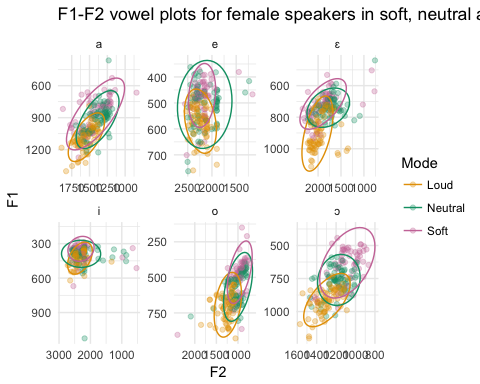 F1-F2 vowel plots for female speakers in soft, neutral a
a e ɛ
600
900
1200
400
500
600
700
600
800
1000
1750 1500 1250 1000
2500 2000 1500
2000 1500 1000
F1
Mode
Loud
Neutral
Soft
i o ɔ
300
600
900
250
500
750
500
750
1000
3000 2000 1000
2000 1500 1000
1600 1400 1200 1000 800
F2